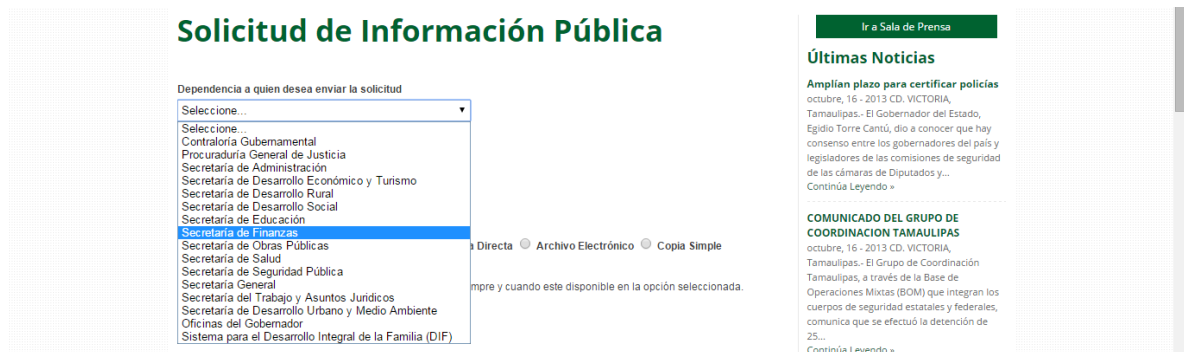 Solicitud de Información Pública
Dependencia a quien desea enviar la solicitud
Seleccione...
Seleccione...
Contraloría Gubernamental
Procuraduría General de Justicia
Secretaría de Administración
Secretaría de Desarrollo Económico y Turismo
Secretaría de Desarrollo Rural
Secretaría de Desarrollo Social
Secretaría de Educación
Secretaría de Finanzas
Secretaría de Obras Públicas
Secretaría de Salud
Secretaría de Seguridad Pública
Secretaría General
Secretaría del Trabajo y Asuntos Juridicos
Secretaría de Desarrollo Urbano y Medio Ambiente
Oficinas del Gobernador
Sistema para el Desarrollo Integral de la Familia (DIF)
Directa Archivo Electrónico Copia Simple
y cuando este disponible en la opción seleccionada.
Ir a Sala de Prensa
Últimas Noticias
Amplían plazo para certificar policías
octubre, 16 - 2013 CD. VICTORIA,
Tamaulipas.- El Gobernador del Estado,
Egidio Torre Cantú, dio a conocer que hay
consenso entre los gobernadores del país y
legisladores de las comisiones de seguridad
de las cámaras de Diputados y...
Continúa Leyendo »
COMUNICADO DEL GRUPO DE
COORDINACION TAMAULIPAS
octubre, 16 - 2013 CD. VICTORIA,
Tamaulipas.- El Grupo de Coordinación
Tamaulipas, a través de la Base de
Operaciones Mixtas (BOM) que integran los
cuerpos de seguridad estatales y federales,
comunica que se efectuó la detención de
25...
Continúa Leyendo »